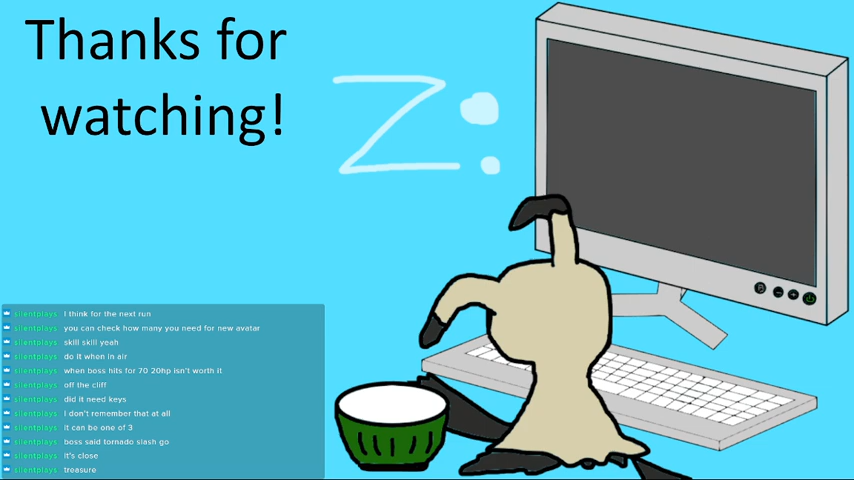 Thanks for
watching!
Z:
silentplays I think for the next run
silentplays you can check how many you need for new avatar
silentplays skill skill yeah
silentplays do it when in air
silentplays when boss hits for 70 20hp isn't worth it
silentplays off the cliff
silentplays did it need keys
silentplays I don't remember that at all
silentplays it can be one of 3
silentplays boss said tornado slash go
silentplays it's close
silentplays treasure